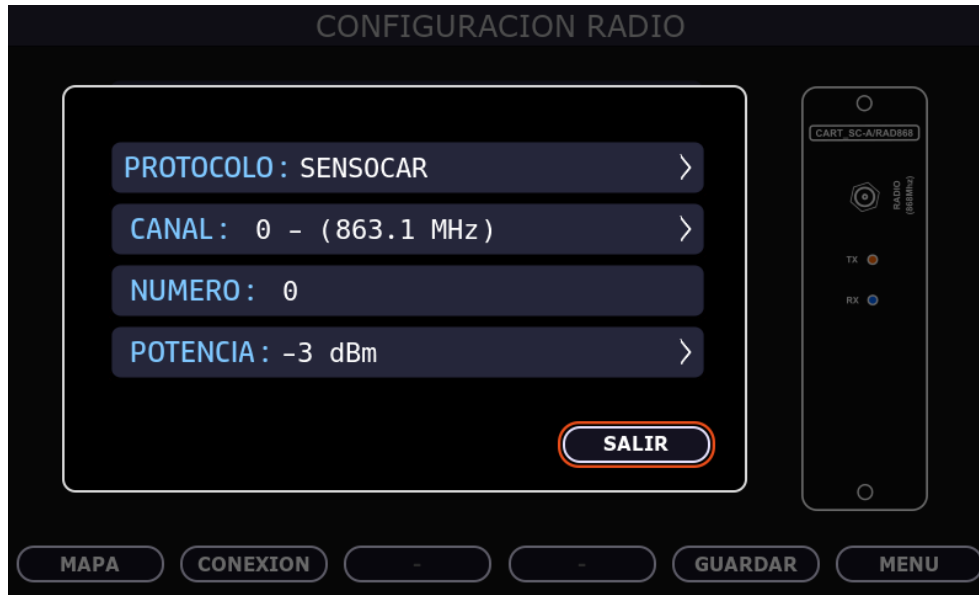 CONFIGURACION RADIO
PROTOCOLO: SENSOCAR
CANAL: 0 - (863.1 MHz)
NUMERO: 0
POTENCIA: -3 dBm
SALIR
CART_SC-A/RAD868
RADIO
(868Mhz)
TX
RX
MAPA
CONEXION
-
-
GUARDAR
MENU